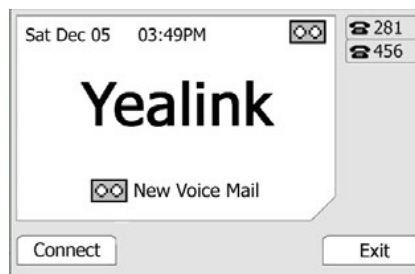 Sat Dec 05 03:49PM
281
456
Yealink
New Voice Mail
Connect
Exit